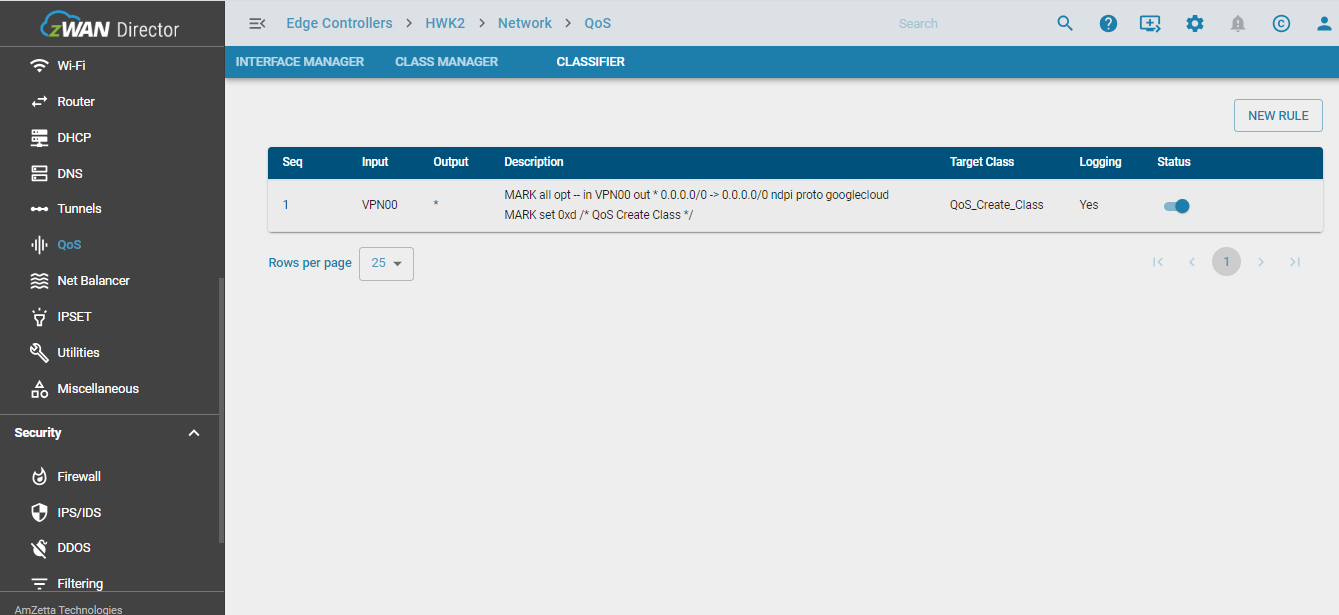 zWAN Director
Edge Controllers > HWK2 > Network > QoS
Search
INTERFACE MANAGER CLASS MANAGER CLASSIFIER
Wi-Fi
Router
DHCP
DNS
Tunnels
QoS
Net Balancer
IPSET
Utilities
Miscellaneous
Security
Firewall
IPS/IDS
DDOS
Filtering
AmZetta Technologies
NEW RULE
Seq Input Output Description Target Class Logging Status
1 VPN00 * MARK all opt -- in VPN00 out * 0.0.0.0/0 -> 0.0.0.0/0 ndpi proto googlecloud
MARK set 0xd /* QoS Create Class */ QoS_Create_Class Yes
Rows per page 25 1